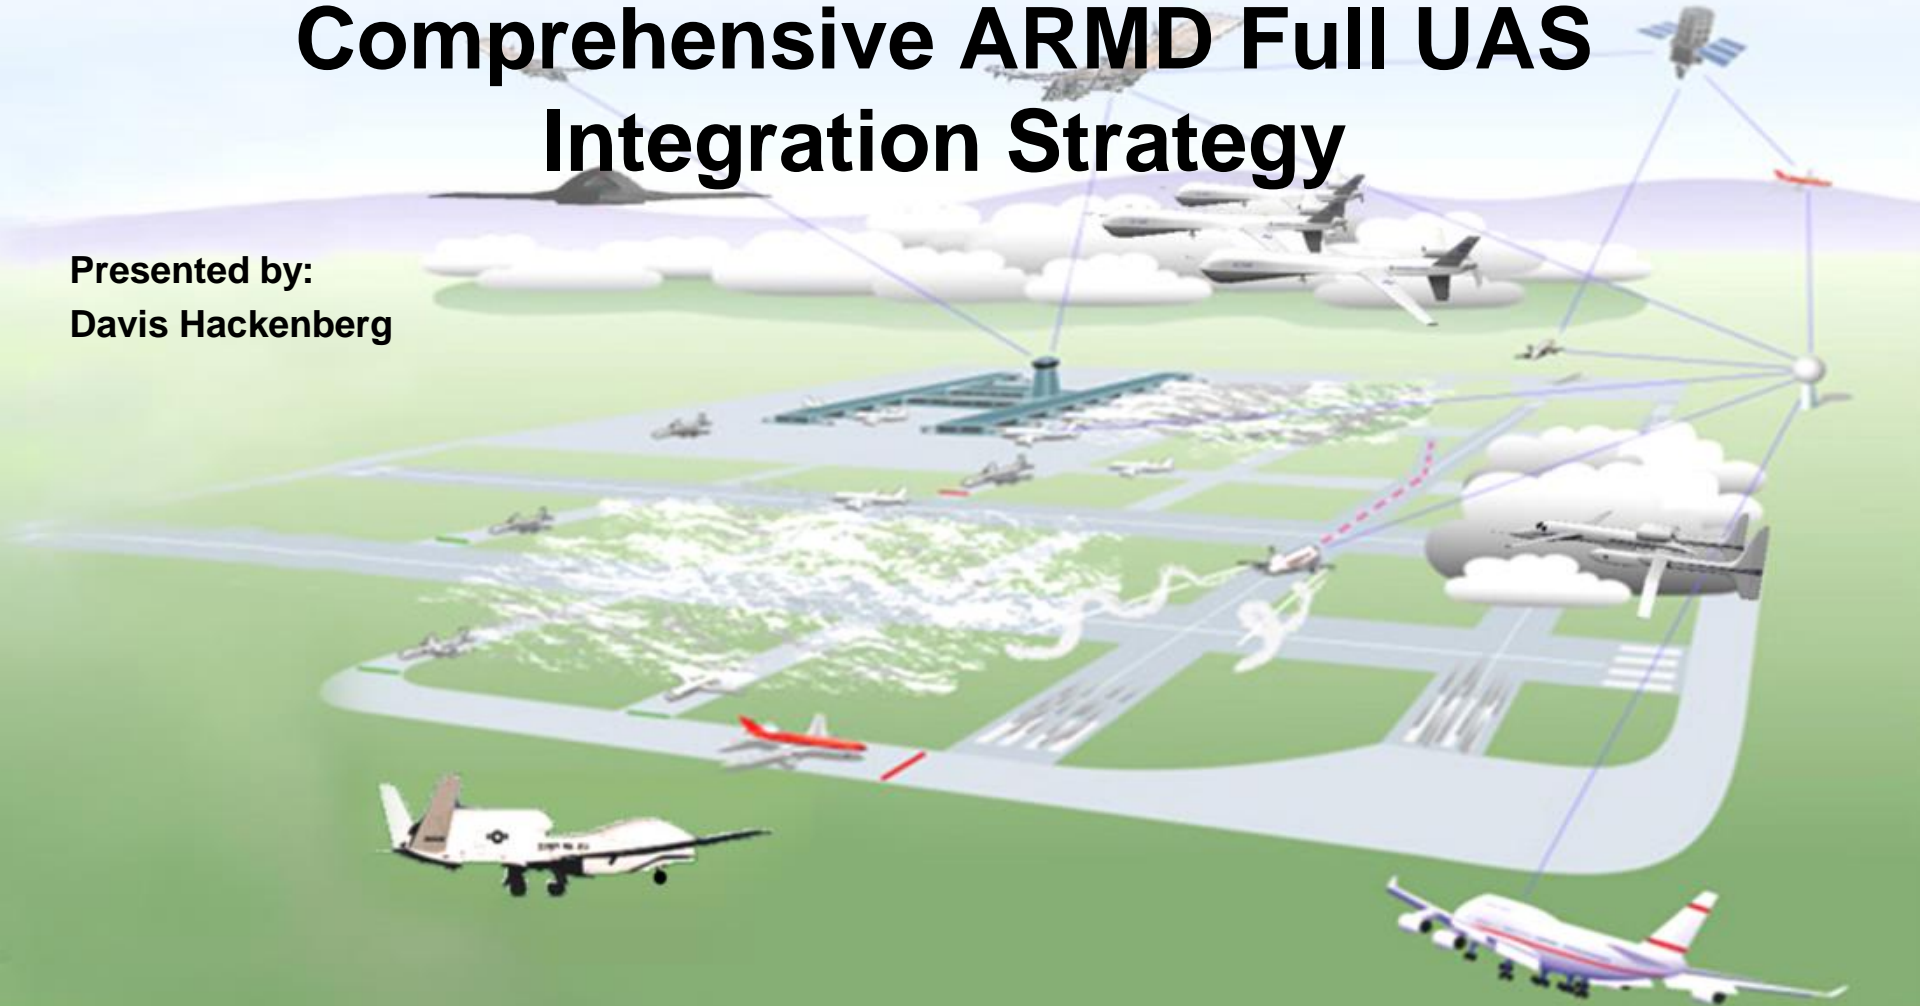 Comprehensive ARMD Full UAS
Integration Strategy
Presented by:
Davis Hackenberg